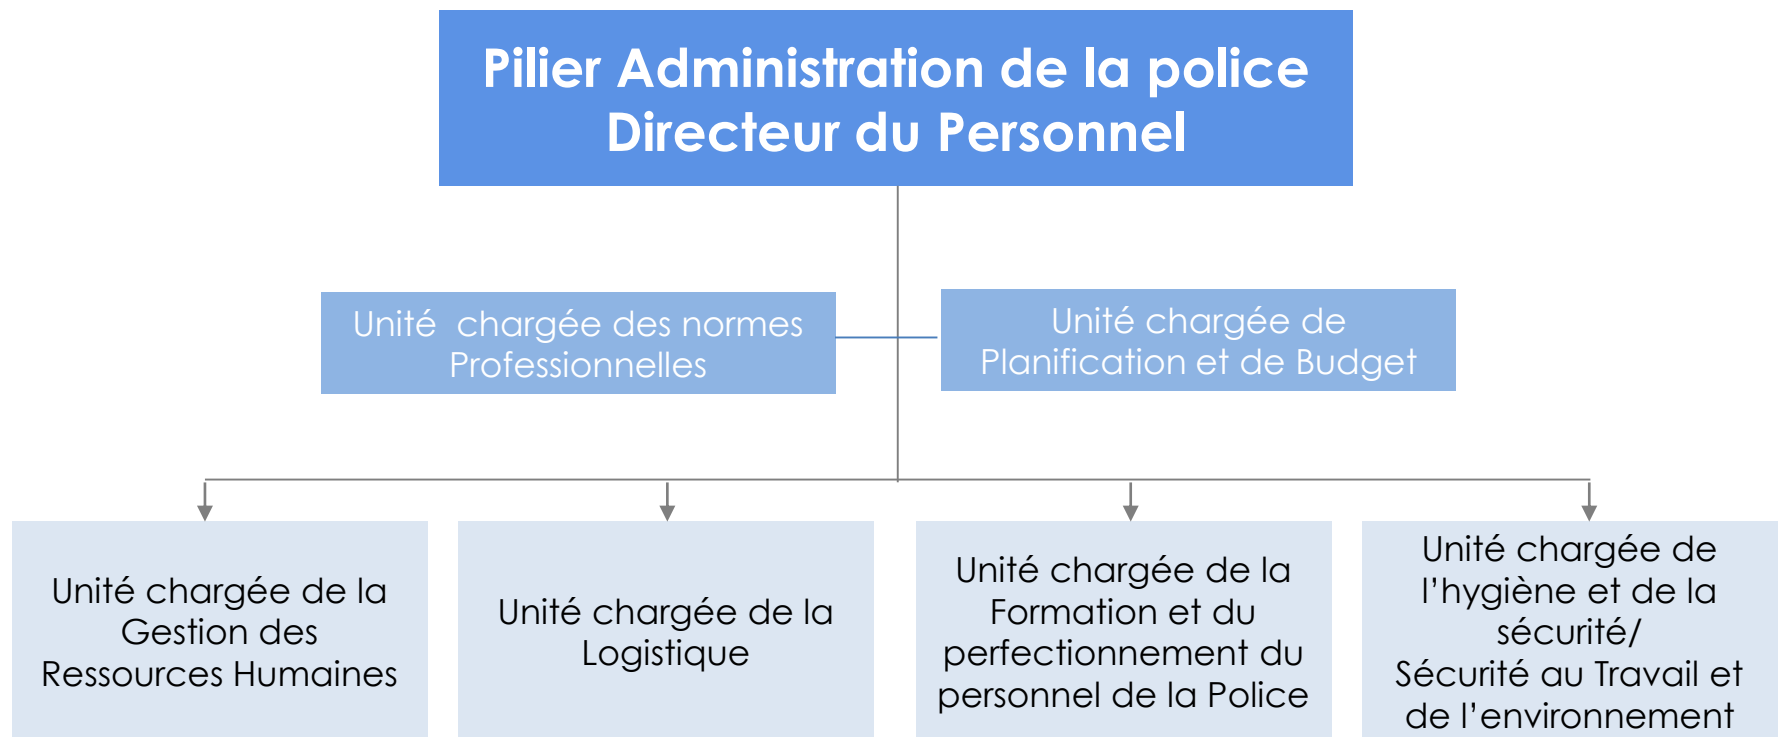 Pilier Administration de la police
Directeur du Personnel
Unité chargée des normes
Professionnelles
Unité chargée de
Planification et de Budget
Unité chargée de la
Gestion des
Ressources Humaines
Unité chargée de la
Logistique
Unité chargée de la
Formation et du
perfectionnement du
personnel de la Police
Unité chargée de
l’hygiène et de la
sécurité/
Sécurité au Travail et
de l’environnement